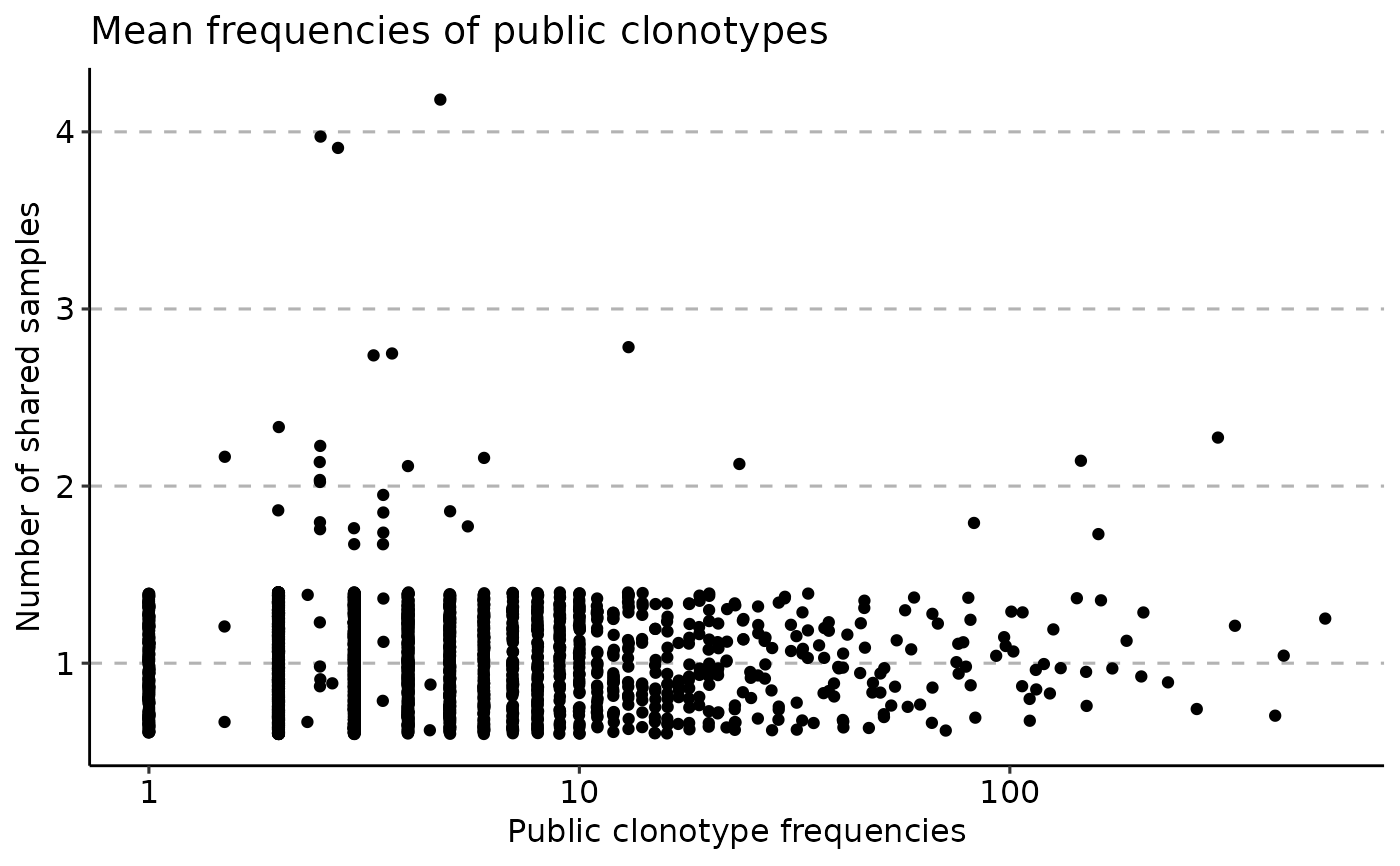 Mean frequencies of public clonotypes
Number of shared samples
4
3
2
1
1 10 100
Public clonotype frequencies